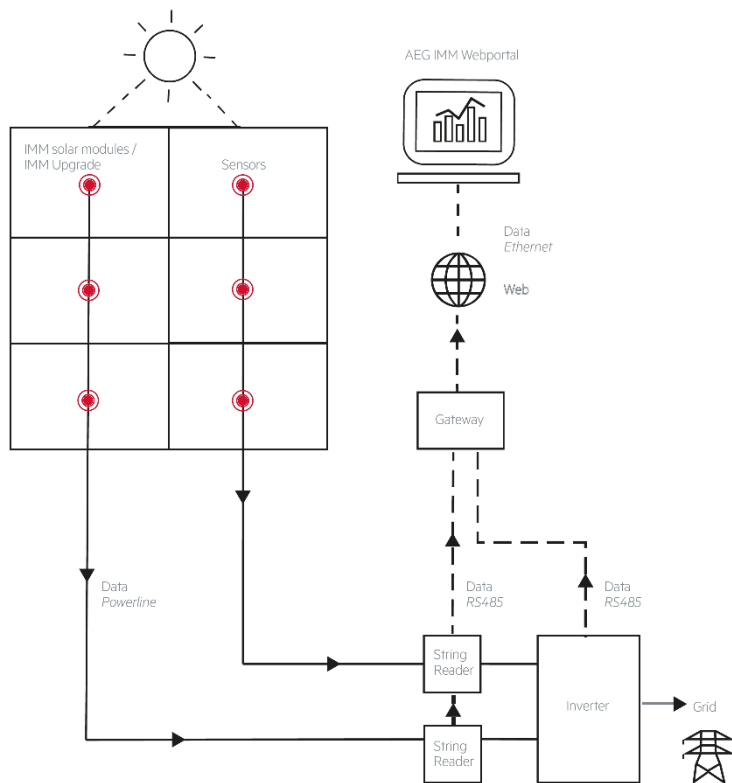 AEG IMM Webportal
IMM solar modules /
IMM Upgrade
Sensors
Data
Ethernet
Web
Gateway
Data
Powerline
Data
RS485
Data
RS485
String
Reader
String
Reader
Inverter
Grid